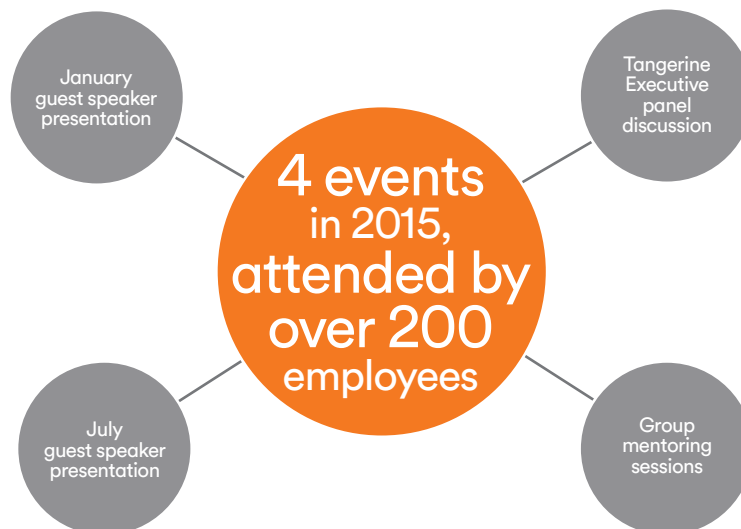 January
guest speaker
presentation
Tangerine
Executive
panel
discussion
4 events
in 2015,
attended by
over 200
employees
July
guest speaker
presentation
Group
mentoring
sessions